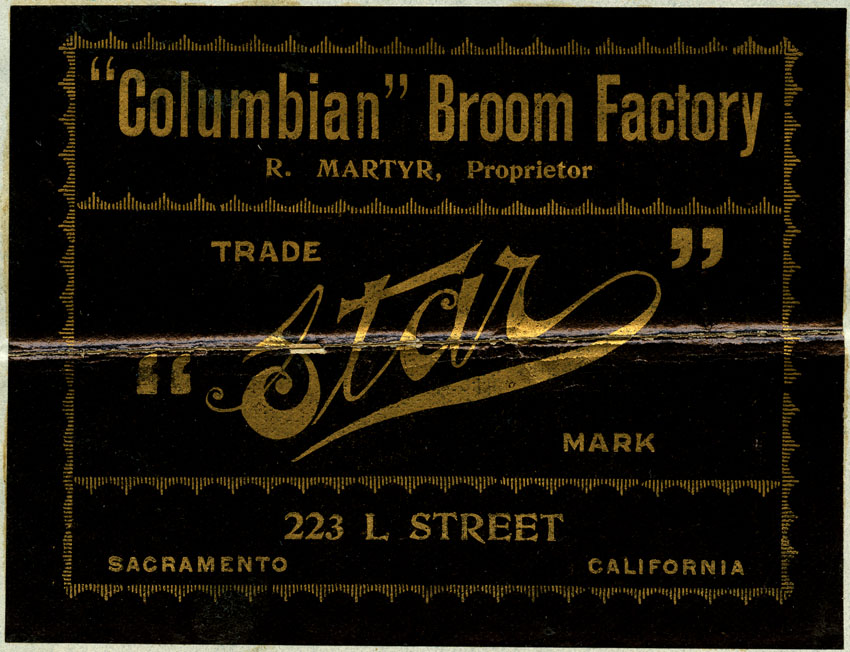 "Columbian" Broom Factory
R. MARTYR, Proprietor
TRADE
"Star"
MARK
223 L STREET
SACRAMENTO CALIFORNIA